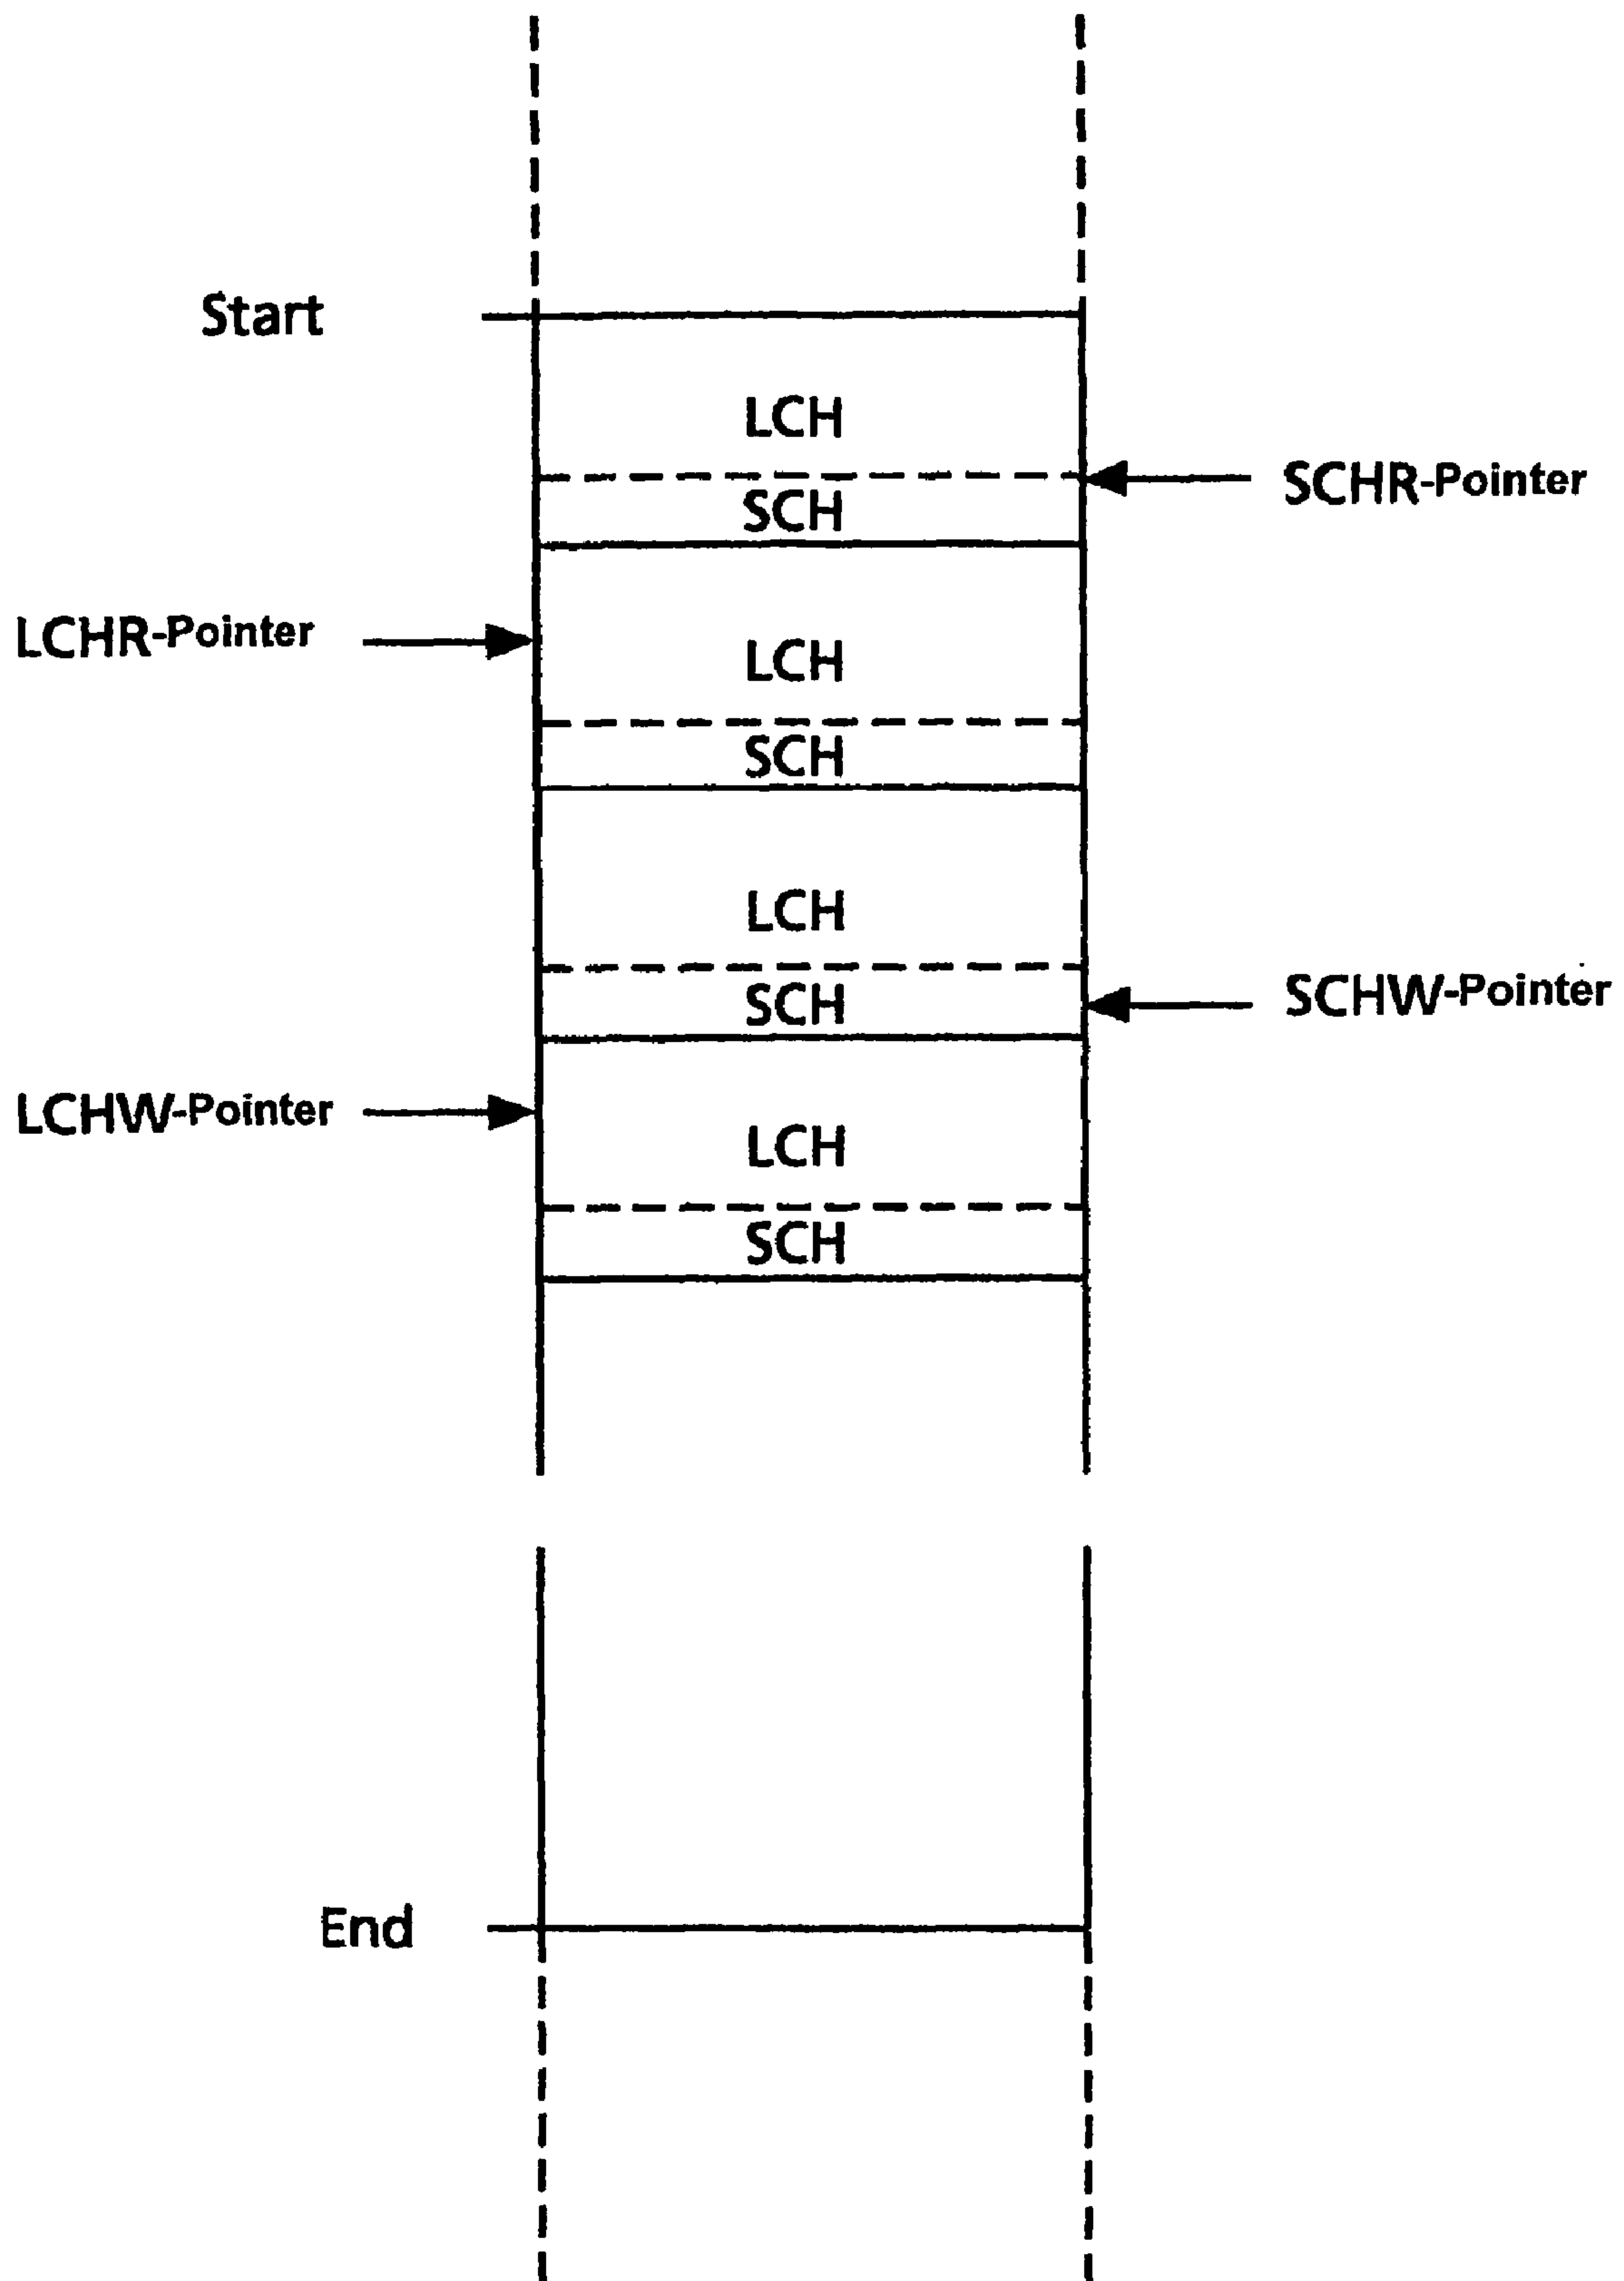 Start
LCH
SCHR-Pointer
SCH
LCHR-Pointer
LCH
SCH
LCH
SCHW-Pointer
SCH
LCHW-Pointer
LCH
SCH
End